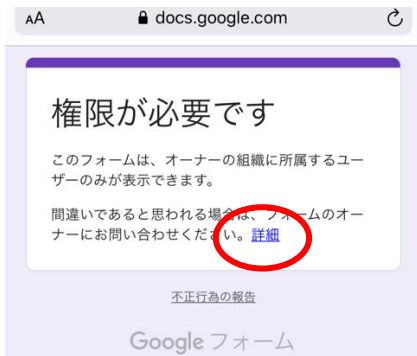 AA docs.google.com
権限が必要です
このフォームは、オーナーの組織に所属するユー
ザーのみが表示できます。
間違いであると思われる場合は、フォームのオー
ナーにお問い合わせください。詳細
不正行為の報告
Google フォーム